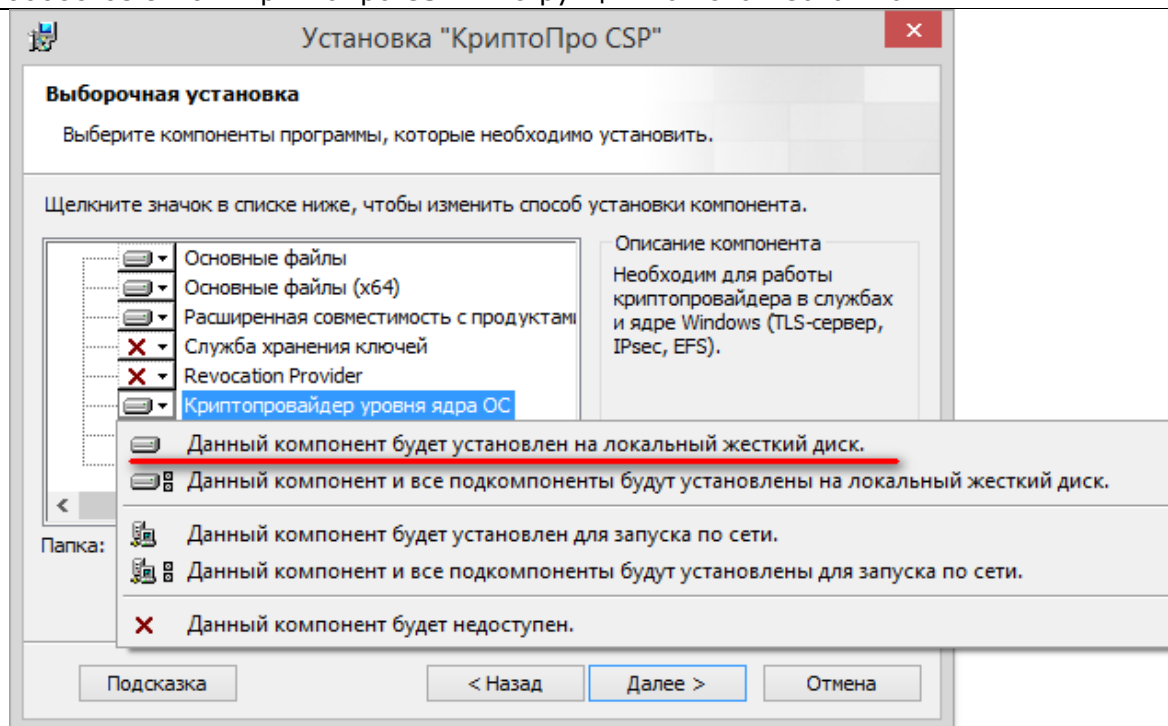 Установка "КриптоПро CSP"
Выборочная установка
Выберите компоненты программы, которые необходимо установить.
Щелкните значок в списке ниже, чтобы изменить способ установки компонента.
Основные файлы
Основные файлы (x64)
Расширенная совместимость с продуктами
Служба хранения ключей
Revocation Provider
Криптопровайдер уровня ядра ОС
Описание компонента
Необходим для работы
криптопровайдера в службах
и ядре Windows (TLS-сервер,
IPsec, EFS).
Данный компонент будет установлен на локальный жесткий диск.
Данный компонент и все подкомпоненты будут установлены на локальный жесткий диск.
Папка:
Данный компонент будет установлен для запуска по сети.
Данный компонент и все подкомпоненты будут установлены для запуска по сети.
Данный компонент будет недоступен.
Подсказка
< Назад
Далее >
Отмена